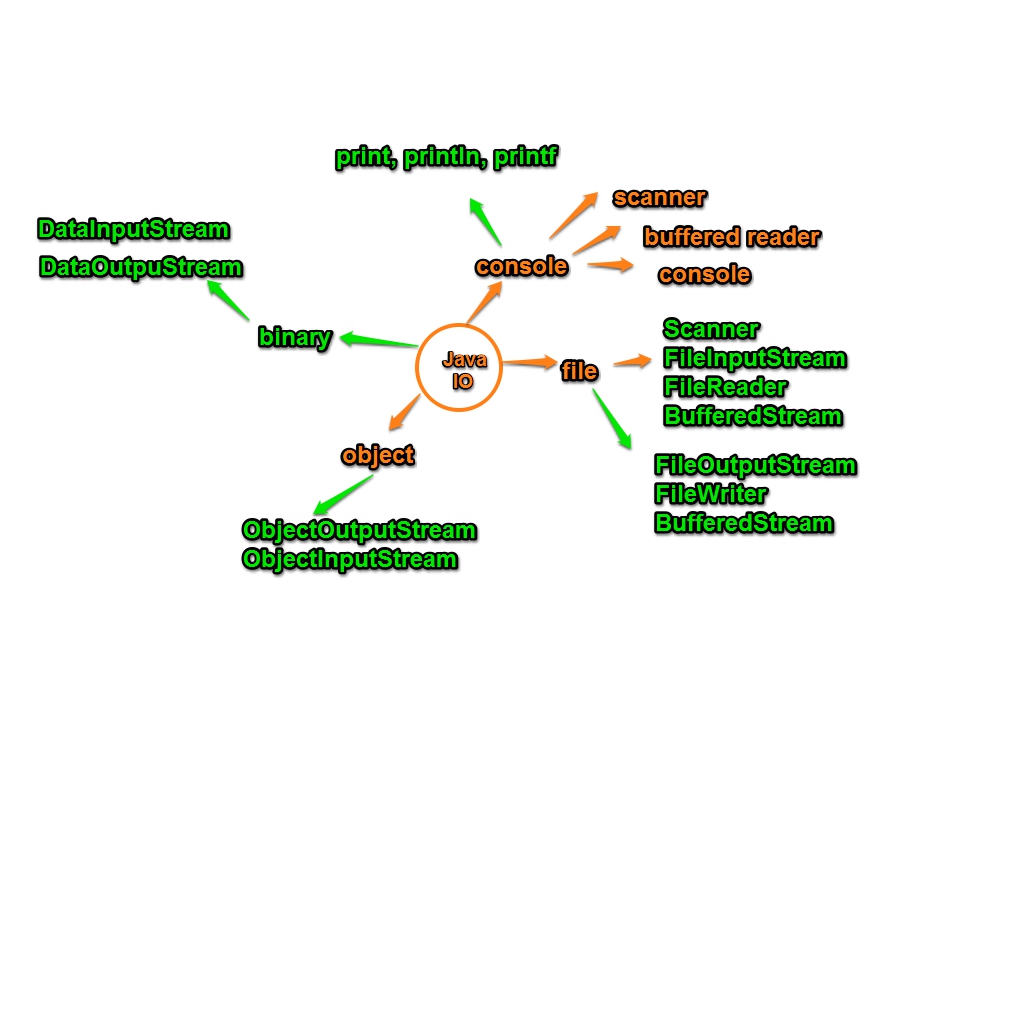 print, println, printf
scanner
DataInputStream
buffered reader
DataOutpuStream
console
console
binary
Scanner
Java
IO
file
FileInputStream
FileReader
BufferedStream
object
FileOutputStream
FileWriter
BufferedStream
ObjectOutputStream
ObjectInputStream